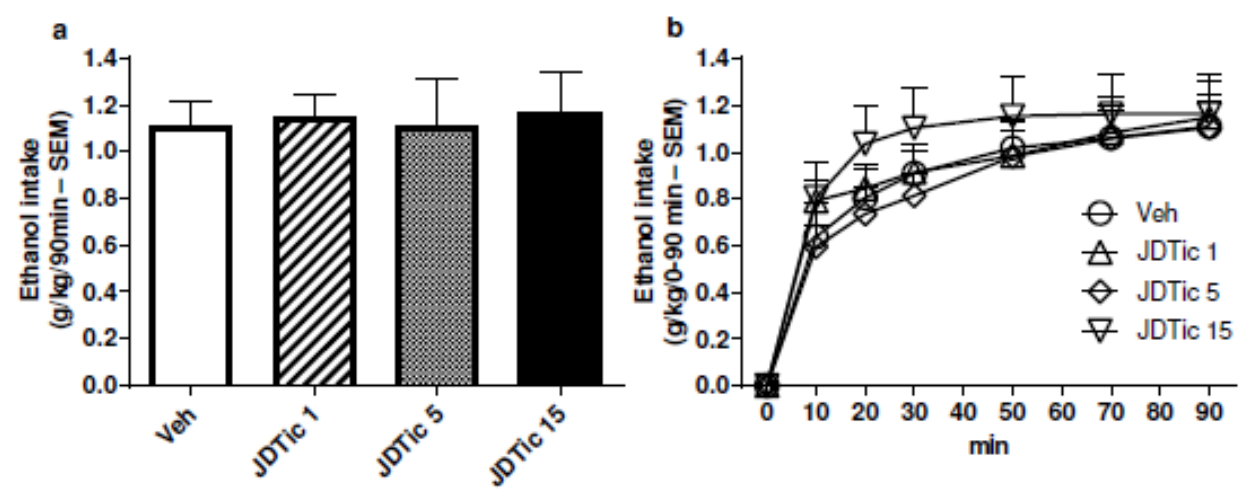 a
Ethanol intake
(g/kg/90min – SEM)
1.4
1.2
1.0
0.8
0.6
0.4
0.2
0.0
Veh
JDTic 1
JDTic 5
JDTic 15
b
Ethanol intake
(g/kg/0-90 min – SEM)
1.4
1.2
1.0
0.8
0.6
0.4
0.2
0.0
0 10 20 30 40 50 60 70 80 90
min
Veh
JDTic 1
JDTic 5
JDTic 15